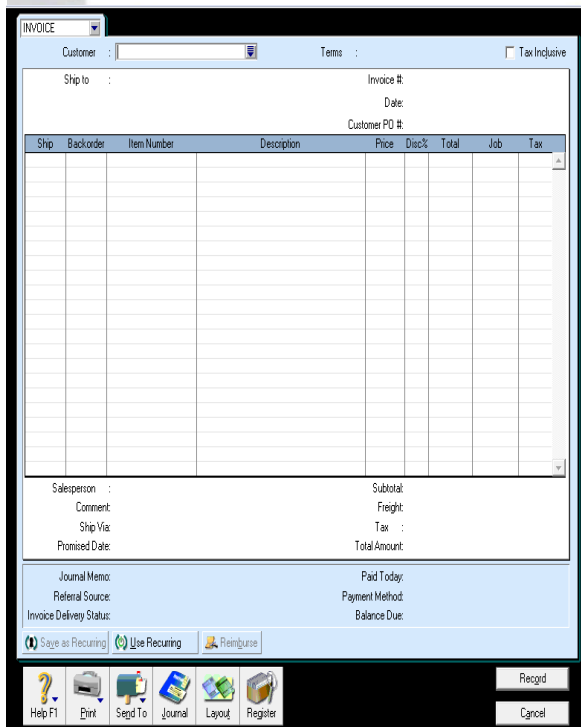 INVOICE
Customer : Terms : Tax Inclusive
Ship to : Invoice #:
Date:
Customer PO #:
Ship Backorder Item Number Description Price Disc% Total Job Tax
Salesperson : Subtotal:
Comment: Freight:
Ship Via: Tax :
Promised Date: Total Amount:
Journal Memo: Paid Today:
Referral Source: Payment Method:
Invoice Delivery Status: Balance Due:
Save as Recurring Use Recurring Reimburse
Record
Help F1 Print Send To Journal Layout Register
Cancel